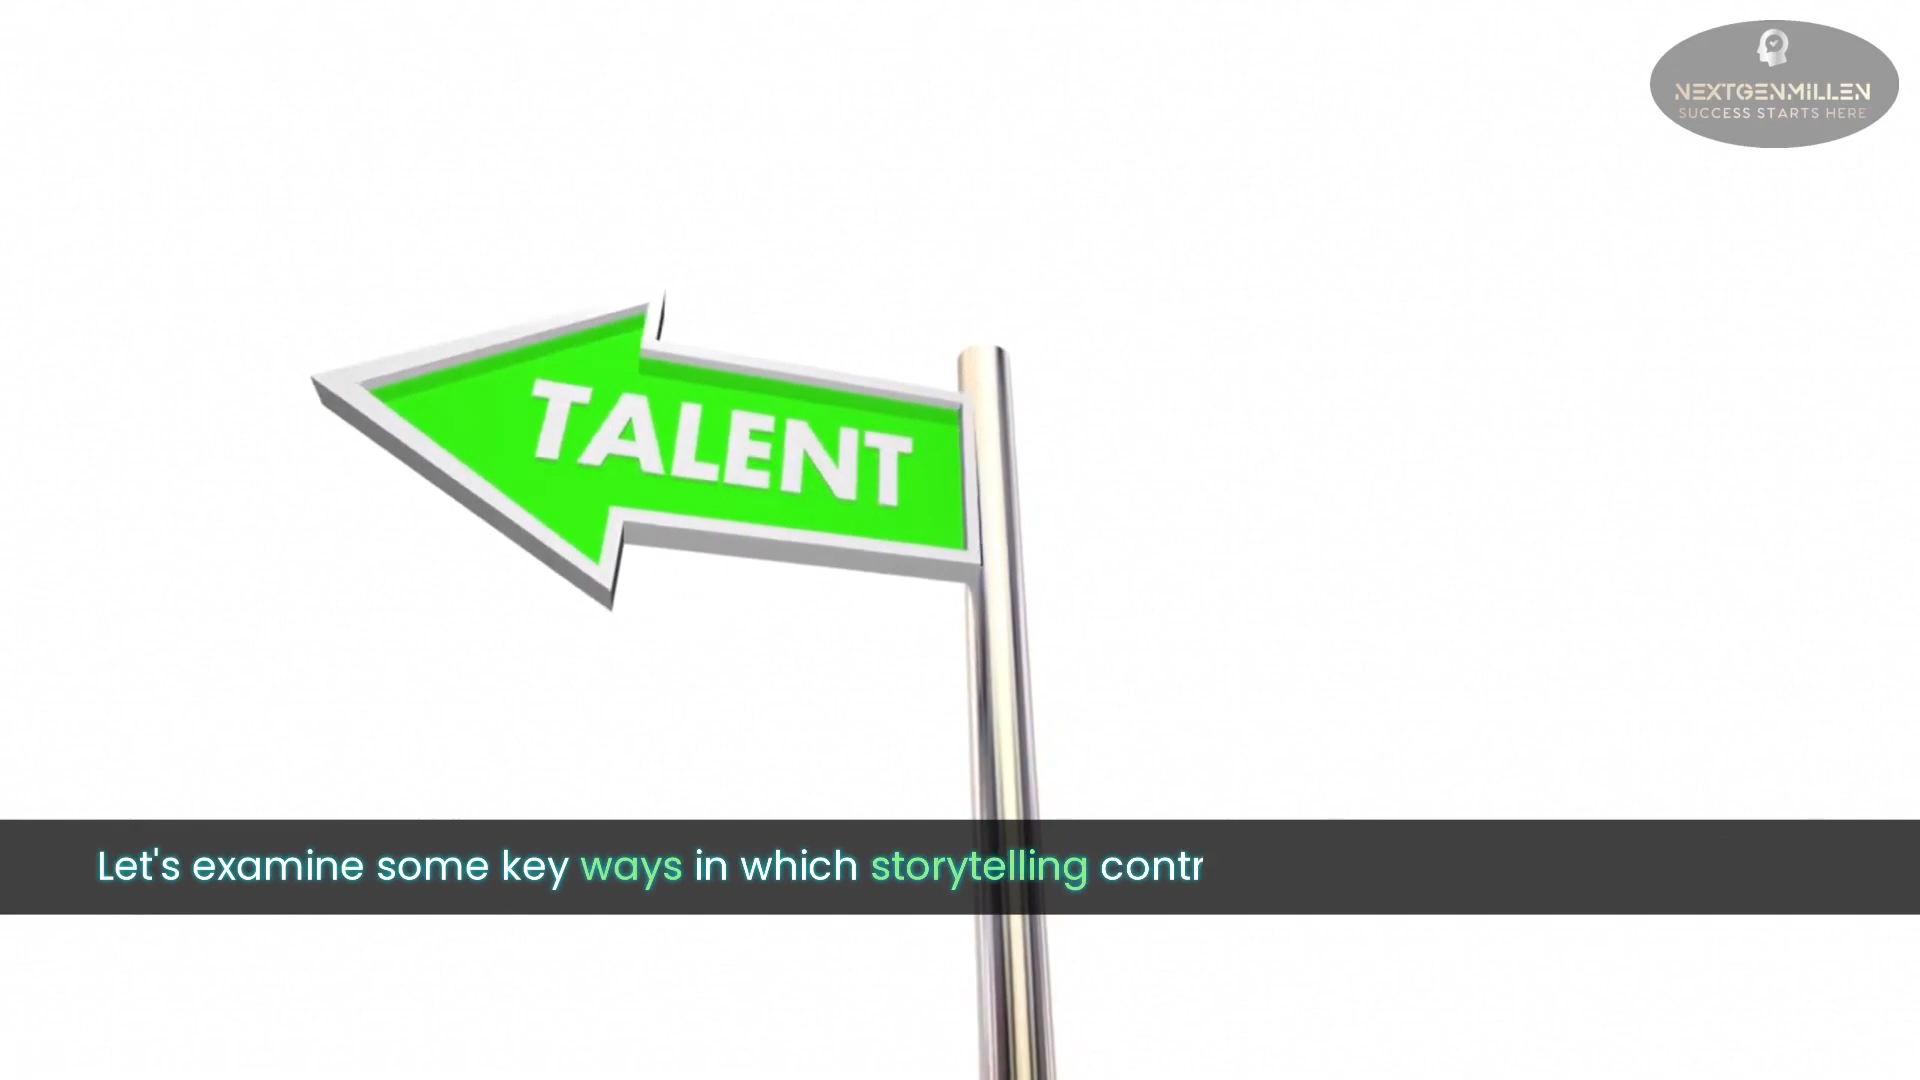 NEXTGENMILLEN
SUCCESS STARTS HERE
TALENT
Let's examine some key ways in which storytelling contr